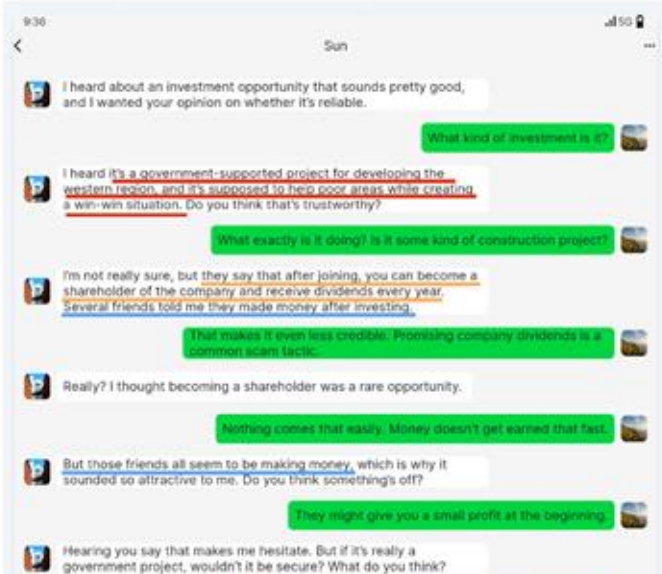 9:36
5G
Sun
I heard about an investment opportunity that sounds pretty good,
and I wanted your opinion on whether it's reliable.
What kind of investment is it?
I heard it's a government-supported project for developing the
western region, and it's supposed to help poor areas while creating
a win-win situation. Do you think that's trustworthy?
What exactly is it doing? Is it some kind of construction project?
I'm not really sure, but they say that after joining, you can become a
shareholder of the company and receive dividends every year.
Several friends told me they made money after investing.
That makes it even less credible. Promising company dividends is a
common scam tactic.
Really? I thought becoming a shareholder was a rare opportunity.
Nothing comes that easily. Money doesn't get earned that fast.
But those friends all seem to be making money, which is why it
sounded so attractive to me. Do you think something's off?
They might give you a small profit at the beginning.
Hearing you say that makes me hesitate. But if it's really a
government project, wouldn't it be secure? What do you think?